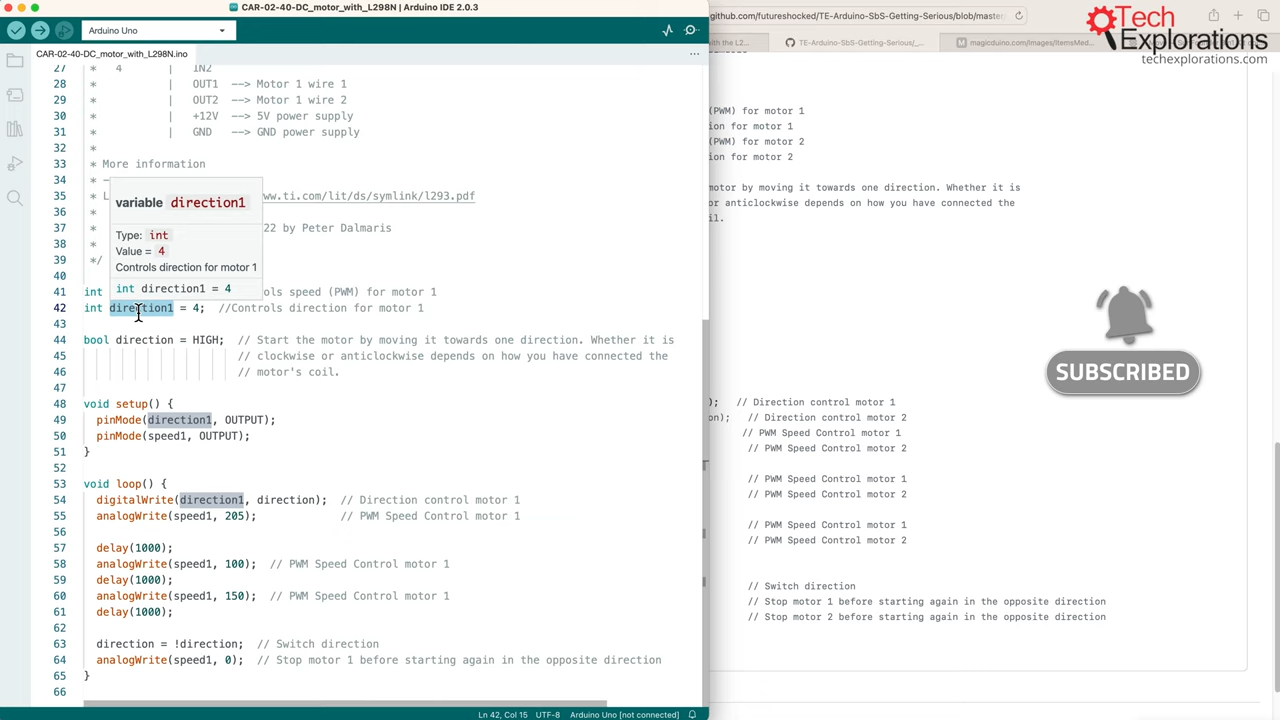 CAR-02-40-DC_motor_with_L298N | Arduino IDE 2.0.3
Arduino Uno
CAR-02-40-DC_motor_with_L298N.ino
27 * 4 | IN2
28 * | OUT1 --> Motor 1 wire 1
29 * | OUT2 --> Motor 1 wire 2
30 * | +12V --> 5V power supply
31 * | GND --> GND power supply
32 *
33 * More information
34 *
35 * L ww.ti.com/lit/ds/symlink/l293.pdf
36 *
37 * 22 by Peter Dalmaris
38 *
39 */
40
41 int ols speed (PWM) for motor 1
42 int direction1 = 4; //Controls direction for motor 1
43
44 bool direction = HIGH; // Start the motor by moving it towards one direction. Whether it is
45 // clockwise or anticlockwise depends on how you have connected the
46 // motor's coil.
47
48 void setup() {
49 pinMode(direction1, OUTPUT);
50 pinMode(speed1, OUTPUT);
51 }
52
53 void loop() {
54 digitalWrite(direction1, direction); // Direction control motor 1
55 analogWrite(speed1, 205); // PWM Speed Control motor 1
56
57 delay(1000);
58 analogWrite(speed1, 100); // PWM Speed Control motor 1
59 delay(1000);
60 analogWrite(speed1, 150); // PWM Speed Control motor 1
61 delay(1000);
62
63 direction = !direction; // Switch direction
64 analogWrite(speed1, 0); // Stop motor 1 before starting again in the opposite direction
65 }
66
variable direction1
Type: int
Value = 4
Controls direction for motor 1
int direction1 = 4
Ln 42, Col 15 UTF-8 Arduino Uno [not connected]
github.com/futureshocked/TE-Arduino-SbS-Getting-Serious/blob/master
with the L2...
TE-Arduino-SbS-Getting-Serious/_...
magicduino.com/Images/ItemsMed...
Tech
Explorations
techexplorations.com
(PWM) for motor 1
ion for motor 1
(PWM) for motor 2
ion for motor 2
motor by moving it towards one direction. Whether it is
or anticlockwise depends on how you have connected the
il.
SUBSCRIBED
); // Direction control motor 1
on); // Direction control motor 2
// PWM Speed Control motor 1
// PWM Speed Control motor 2
// PWM Speed Control motor 1
// PWM Speed Control motor 2
// PWM Speed Control motor 1
// PWM Speed Control motor 2
// Switch direction
// Stop motor 1 before starting again in the opposite direction
// Stop motor 2 before starting again in the opposite direction